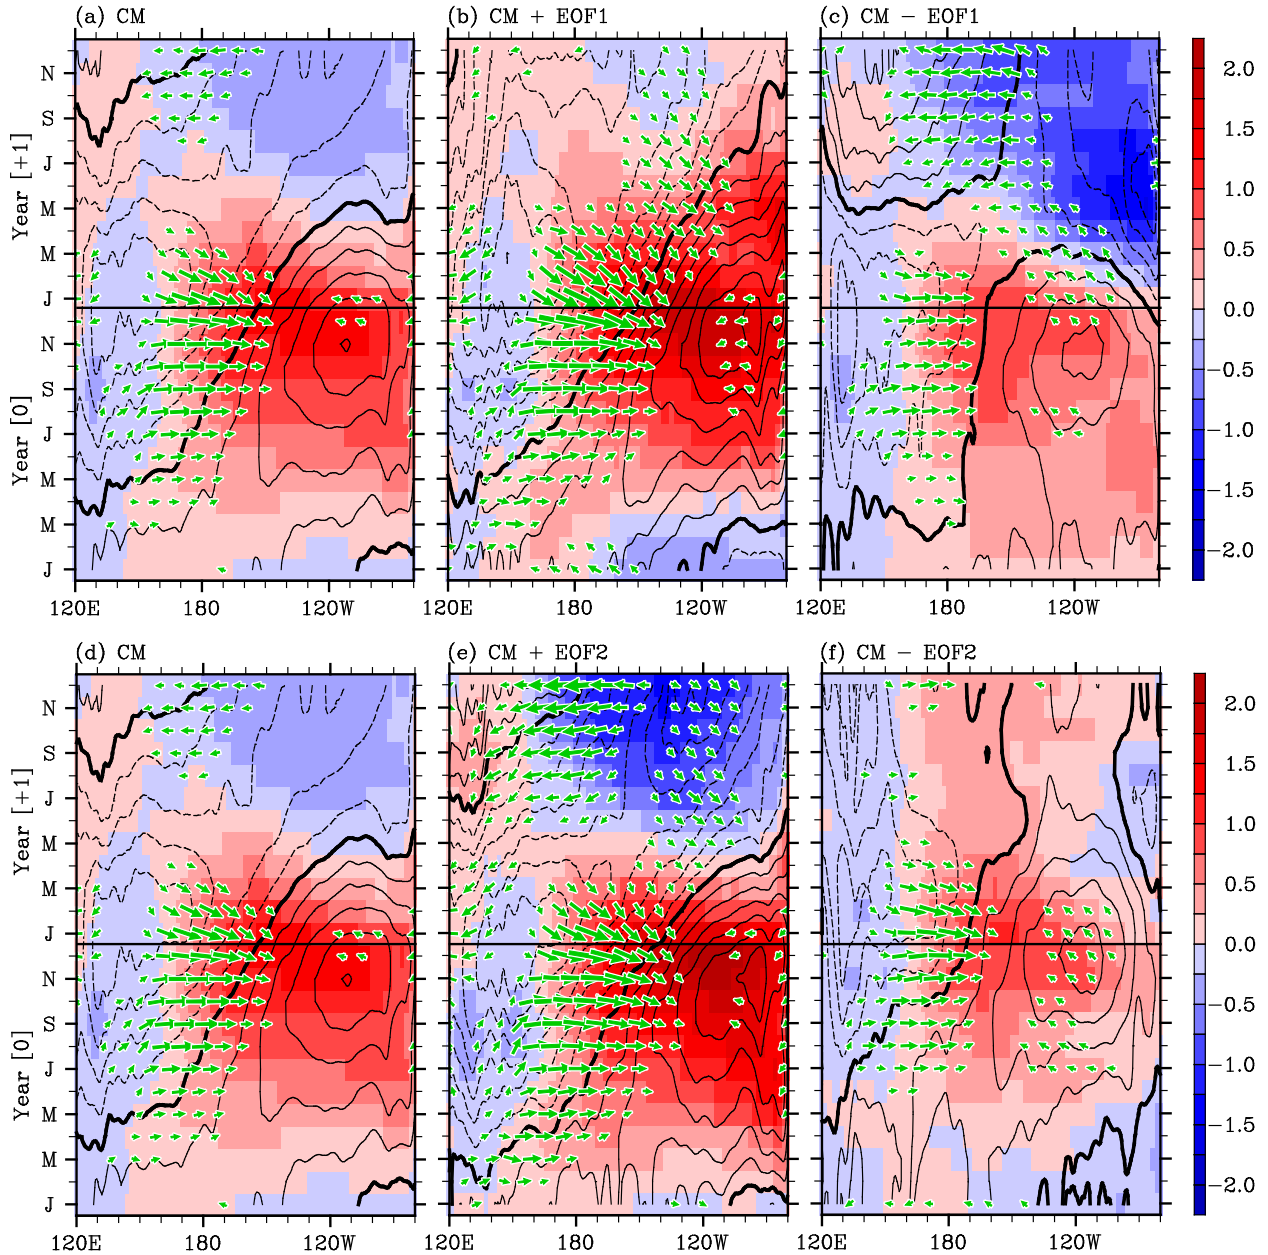 (a) CM
(b) CM + EOF1
(c) CM − EOF1
Year [+1]
N
S
J
M
M
J
Year [0]
N
S
J
M
M
J
120E 180 120W
120E 180 120W
120E 180 120W
2.0
1.5
1.0
0.5
0.0
−0.5
−1.0
−1.5
−2.0
(d) CM
(e) CM + EOF2
(f) CM − EOF2
Year [+1]
N
S
J
M
M
J
Year [0]
N
S
J
M
M
J
120E 180 120W
120E 180 120W
120E 180 120W
2.0
1.5
1.0
0.5
0.0
−0.5
−1.0
−1.5
−2.0